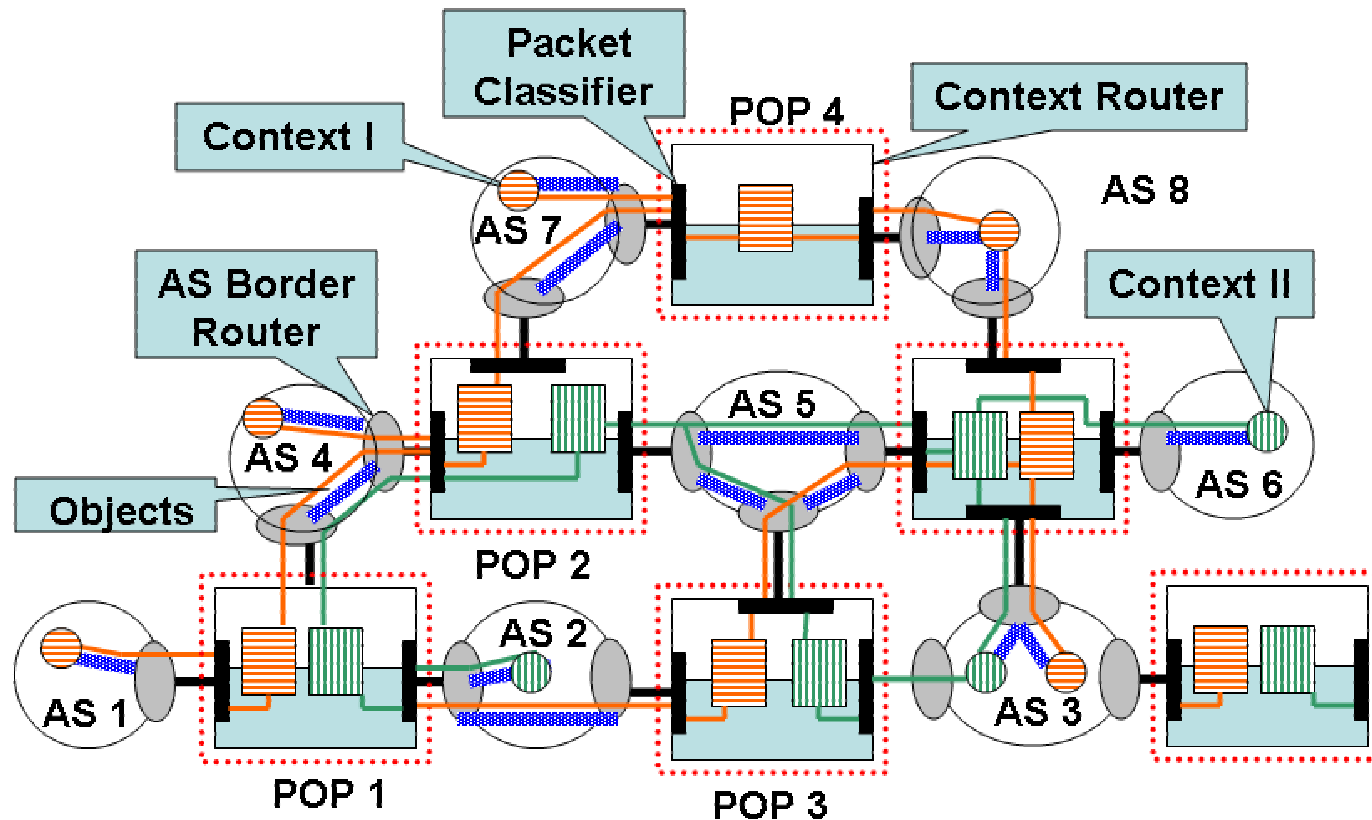 Packet
Classifier
POP 4
Context Router
Context I
AS 7
AS 8
AS Border
Router
Context II
AS 4
AS 5
AS 6
Objects
POP 2
AS 1
AS 2
AS 3
POP 1
POP 3